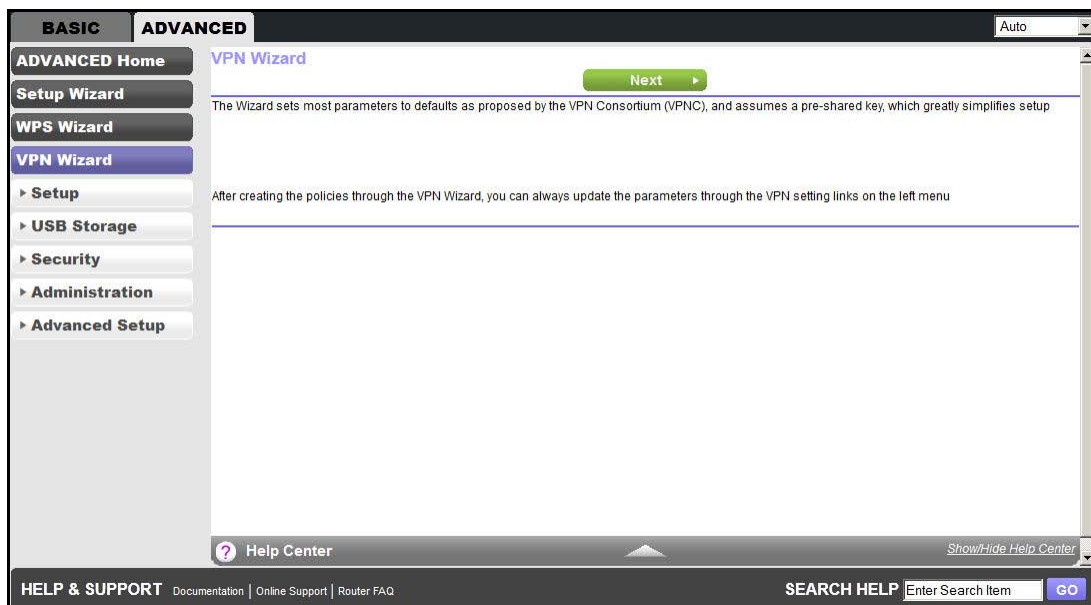 BASIC ADVANCED Auto
ADVANCED Home
Setup Wizard
WPS Wizard
VPN Wizard
Setup
USB Storage
Security
Administration
Advanced Setup
VPN Wizard
Next
The Wizard sets most parameters to defaults as proposed by the VPN Consortium (VPNC), and assumes a pre-shared key, which greatly simplifies setup
After creating the policies through the VPN Wizard, you can always update the parameters through the VPN setting links on the left menu
? Help Center Show/Hide Help Center
HELP & SUPPORT Documentation | Online Support | Router FAQ SEARCH HELP Enter Search Item GO